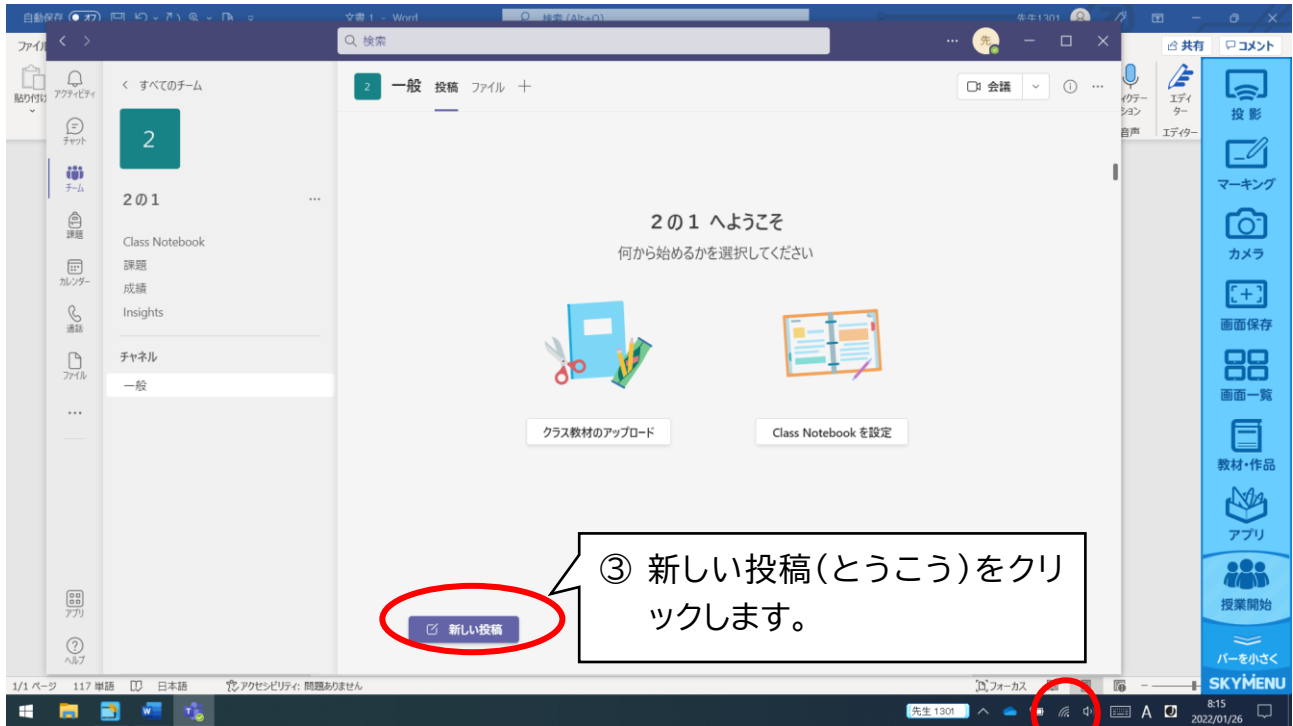 自動保存 オフ
文書 1 - Word
検索 (Alt+Q)
先生1301
ファイル
共有
コメント
貼り付け
ター
音声
エディ
ター
エディター
検索
アクティビティ
チャット
チーム
課題
カレンダー
通話
ファイル
アプリ
ヘルプ
すべてのチーム
2
2の1
Class Notebook
課題
成績
Insights
チャネル
一般
2
一般 投稿 ファイル
会議
2の1 へようこそ
何から始めるかを選択してください
クラス教材のアップロード
Class Notebook を設定
③ 新しい投稿(とうこう)をクリ
ックします。
新しい投稿
投影
マーキング
カメラ
画面保存
画面一覧
教材・作品
アプリ
授業開始
バーを小さく
SKYMENU
1/1 ページ 117 単語 日本語 アクセシビリティ: 問題ありません
フォーカス
先生 1301
A
8:15
2022/01/26